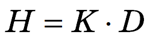 H = K · D